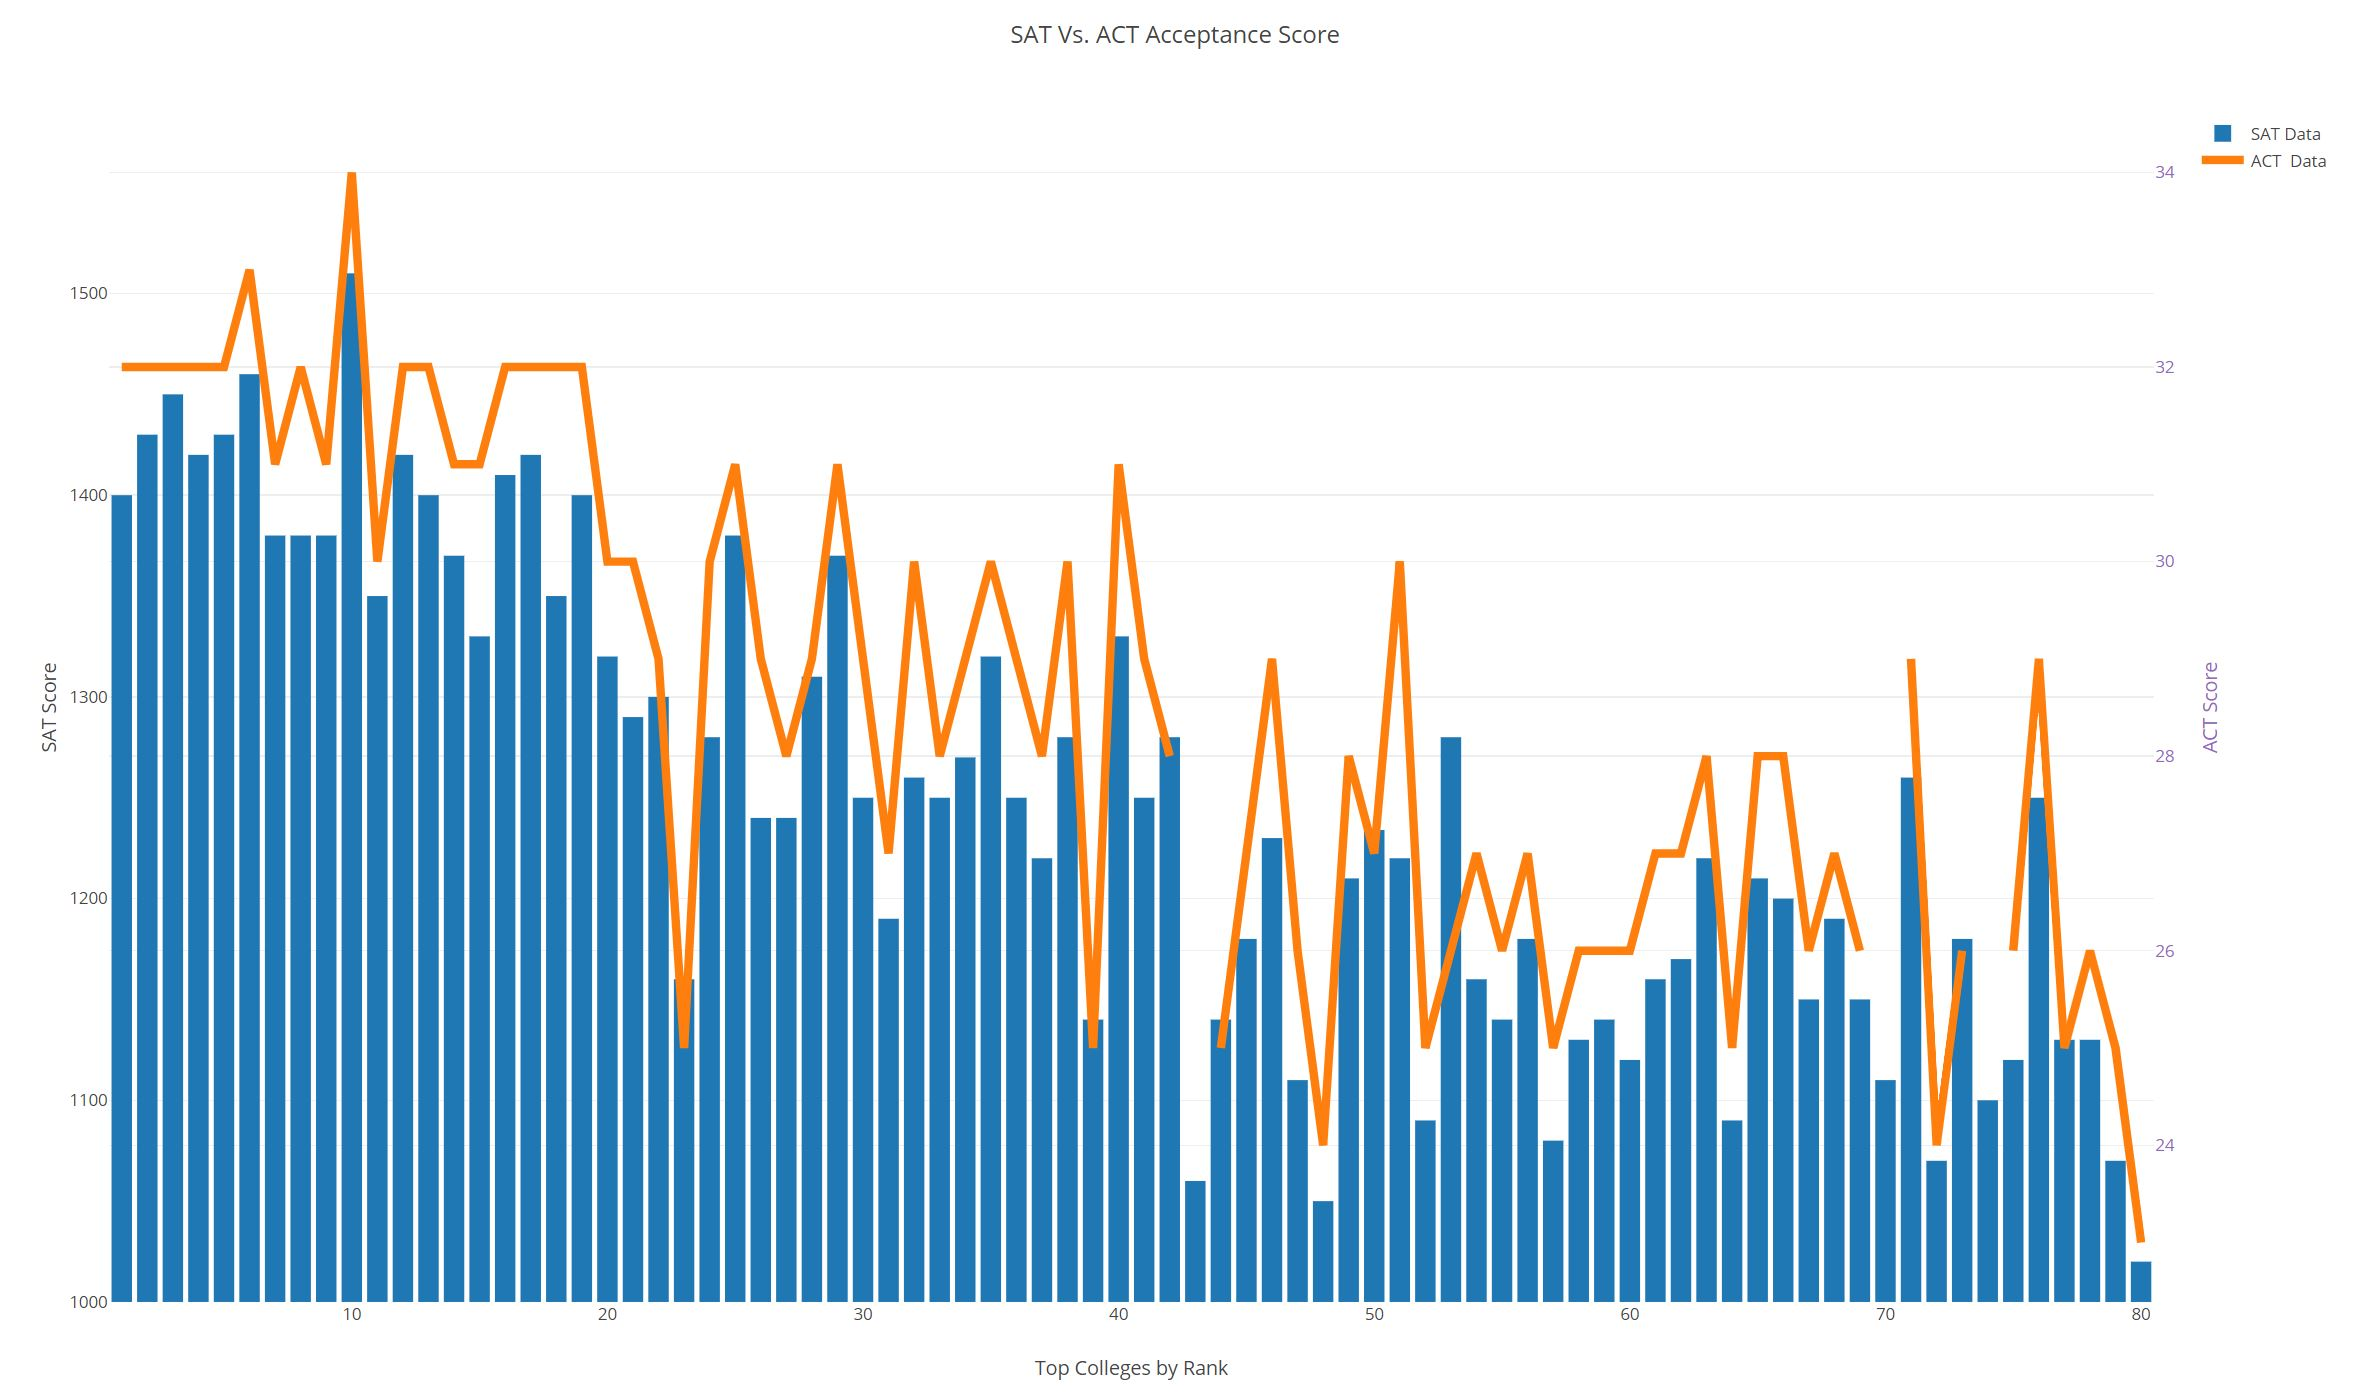 SAT Vs. ACT Acceptance Score
SAT Data
ACT Data
34
1500
32
1400
30
1300
SAT Score
ACT Score
28
1200
26
1100
24
1000
10 20 30 40 50 60 70 80
Top Colleges by Rank